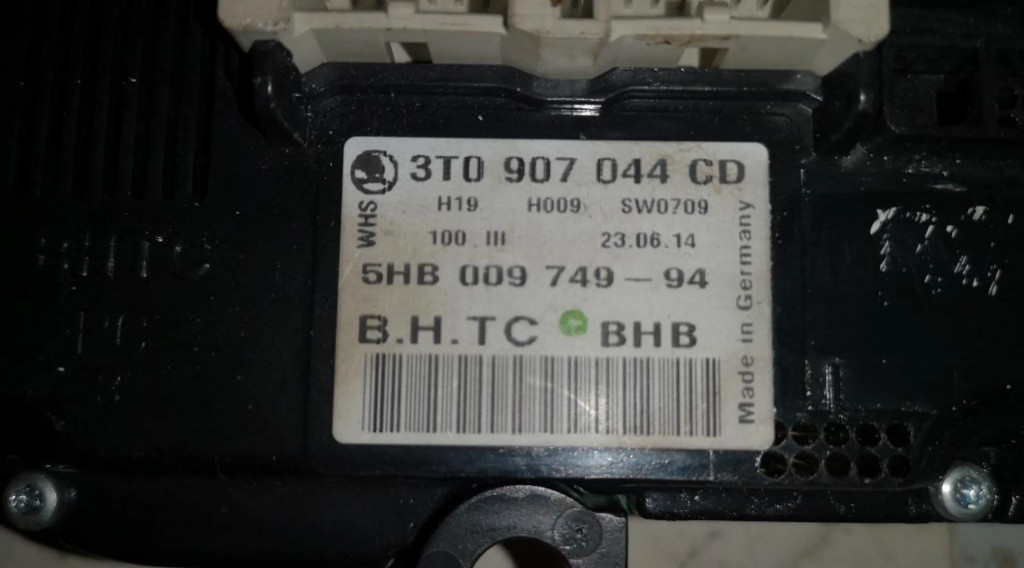 3T0 907 044 CD
H19 H009 SW0709
WHS
100 III 23.06.14
5HB 009 749-94
B.H.TC BHB
Made in Germany